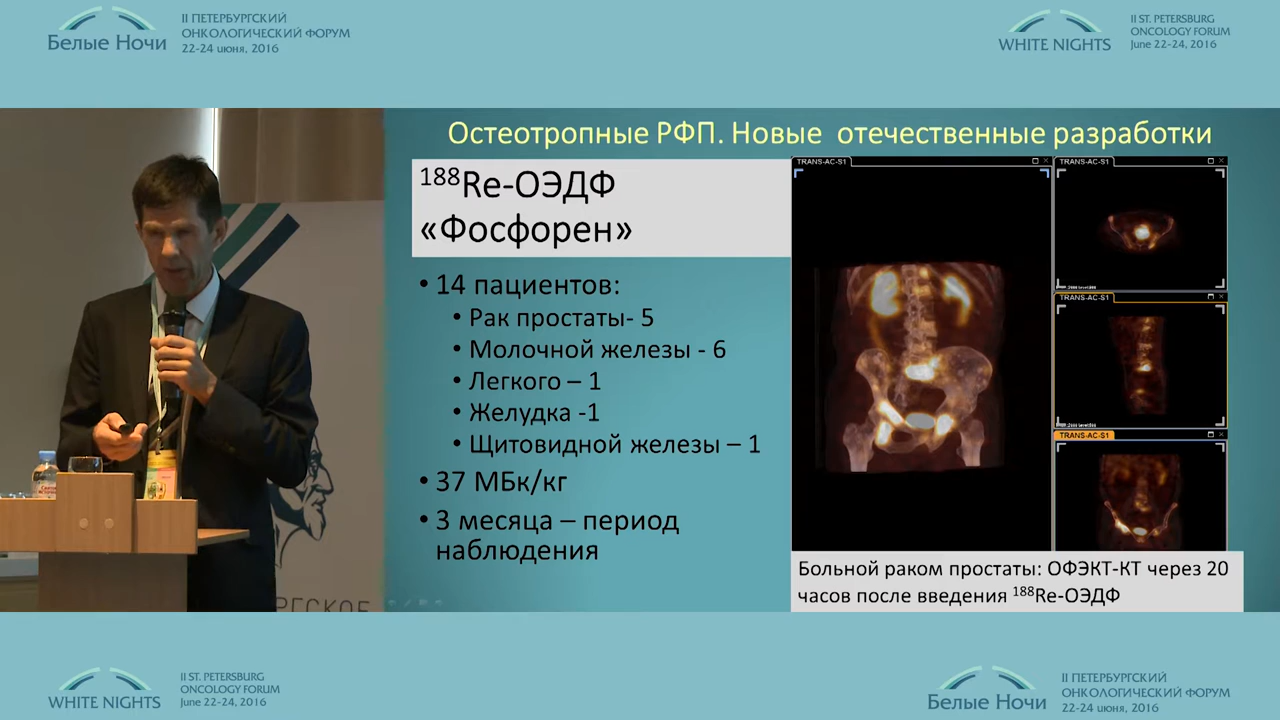 Белые Ночи
II ПЕТЕРБУРГСКИЙ
ОНКОЛОГИЧЕСКИЙ ФОРУМ
22-24 июня, 2016
WHITE NIGHTS
II ST. PETERSBURG
ONCOLOGY FORUM
June 22-24, 2016
Остеотропные РФП. Новые отечественные разработки
¹⁸⁸Re-ОЭДФ
«Фосфорен»
• 14 пациентов:
• Рак простаты- 5
• Молочной железы - 6
• Легкого – 1
• Желудка -1
• Щитовидной железы – 1
• 37 МБк/кг
• 3 месяца – период
наблюдения
TRANS-AC-S1
TRANS-AC-S1
TRANS-AC-S1
TRANS-AC-S1
Больной раком простаты: ОФЭКТ-КТ через 20
часов после введения ¹⁸⁸Re-ОЭДФ
WHITE NIGHTS
II ST. PETERSBURG
ONCOLOGY FORUM
June 22-24, 2016
Белые Ночи
II ПЕТЕРБУРГСКИЙ
ОНКОЛОГИЧЕСКИЙ ФОРУМ
22-24 июня, 2016